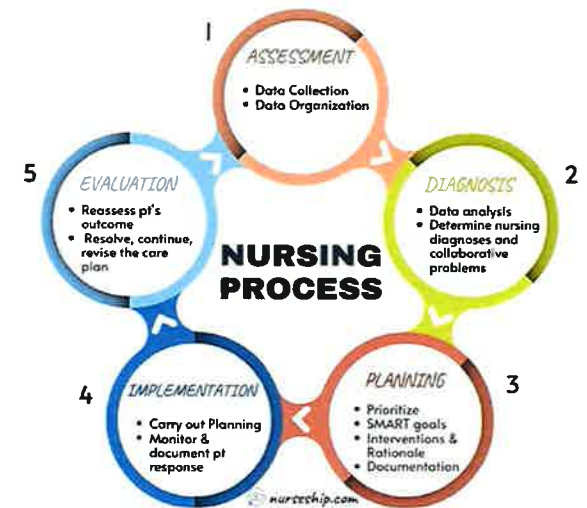 1
ASSESSMENT
• Data Collection
• Data Organization
2
DIAGNOSIS
• Data analysis
• Determine nursing
diagnoses and
collaborative
problems
3
PLANNING
• Prioritize
• SMART goals
• Interventions &
Rationale
• Documentation
4
IMPLEMENTATION
• Carry out Planning
• Monitor &
document pt
response
5
EVALUATION
• Reassess pt's
outcome
• Resolve, continue,
revise the care
plan
NURSING
PROCESS
nurseship.com